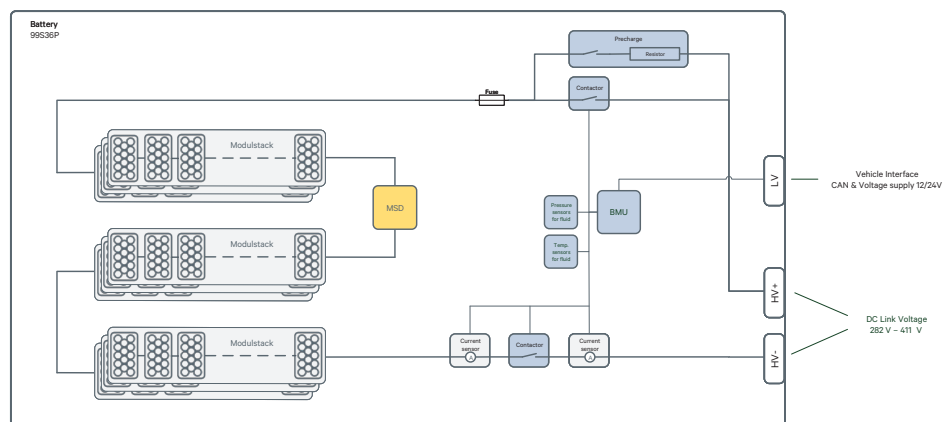 Battery
99S36P
Precharge
Resistor
Fuse
Contactor
Modulstack
MSD
Modulstack
Modulstack
Pressure
sensors
for fluid
BMU
Temp.
sensors
for fluid
Current
sensor
A
Contactor
Current
sensor
A
LV
HV+
HV-
Vehicle Interface
CAN & Voltage supply 12/24V
DC Link Voltage
282 V – 411 V